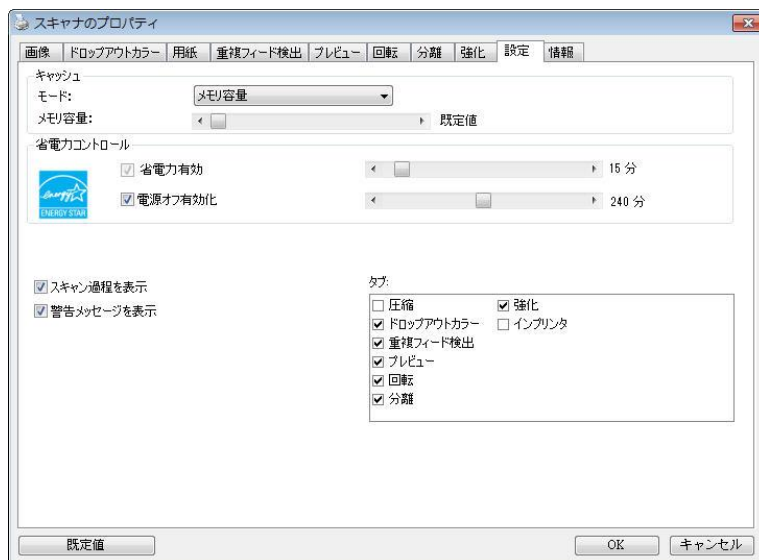 スキャナのプロパティ
画像 ドロップアウトカラー 用紙 重複フィード検出 プレビュー 回転 分離 強化 設定 情報
キャッシュ
モード: メモリ容量
メモリ容量: 既定値
省電力コントロール
省電力有効 15 分
電源オフ有効化 240 分
energy
ENERGY STAR
スキャン過程を表示
警告メッセージを表示
タブ:
圧縮 強化
ドロップアウトカラー インプリンタ
重複フィード検出
プレビュー
回転
分離
既定値 OK キャンセル